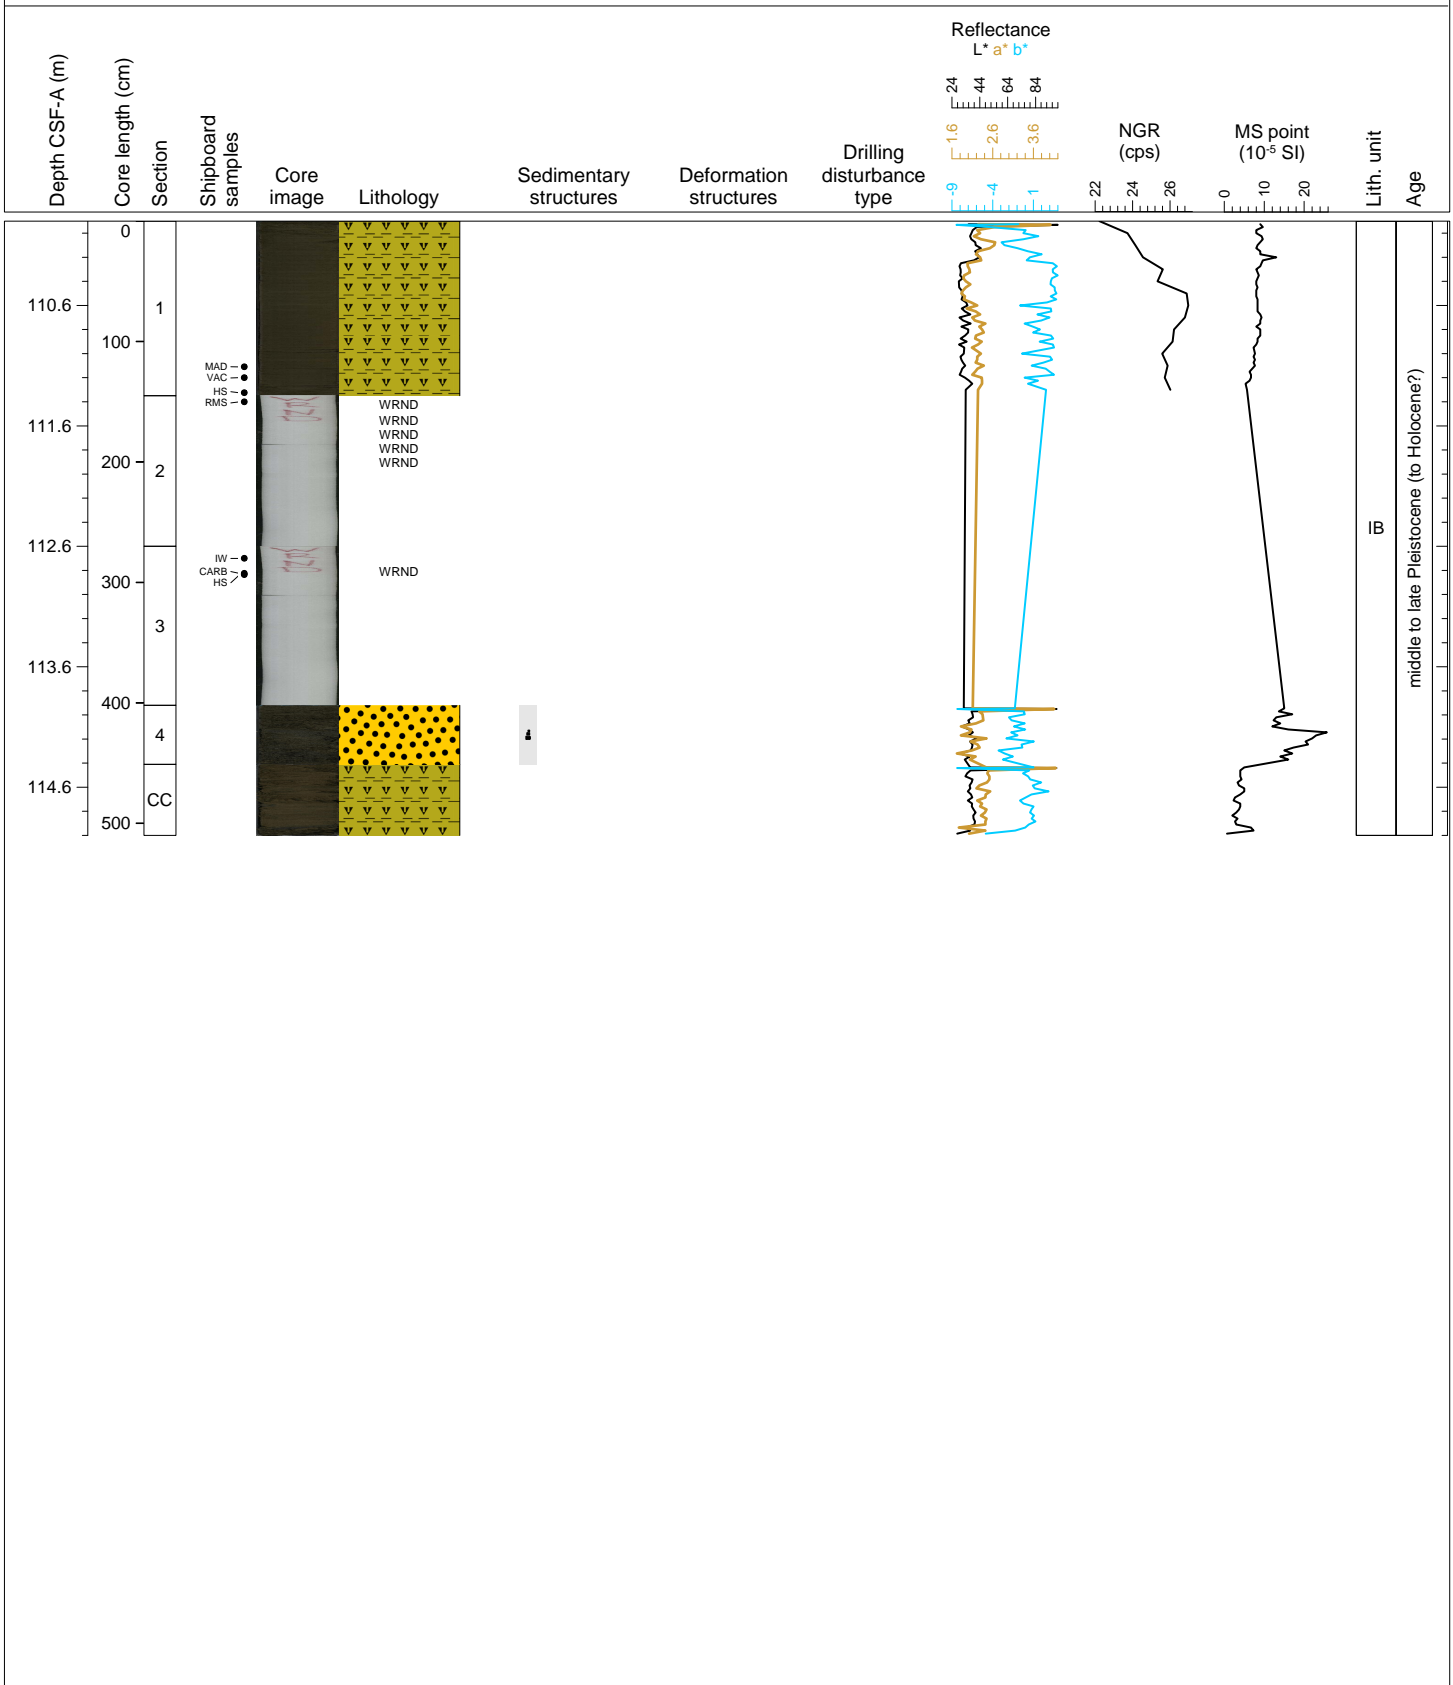 Depth CSF-A (m)
Core length (cm)
Section
Shipboard
samples
Core
image
Lithology
Sedimentary
structures
Deformation
structures
Drilling
disturbance
type
Reflectance
L* a* b*
24 44 64 84
1.6 2.6 3.6
-9 -4 1
NGR
(cps)
22 24 26
MS point
(10-5 SI)
0 10 20
Lith. unit
Age
0
1
110.6
100
MAD
VAC
HS
RMS
WRND
WRND
111.6
WRND
WRND
200
WRND
2
IB
middle to late Pleistocene (to Holocene?)
112.6
IW
CARB
WRND
HS
300
3
113.6
400
4
114.6
CC
500